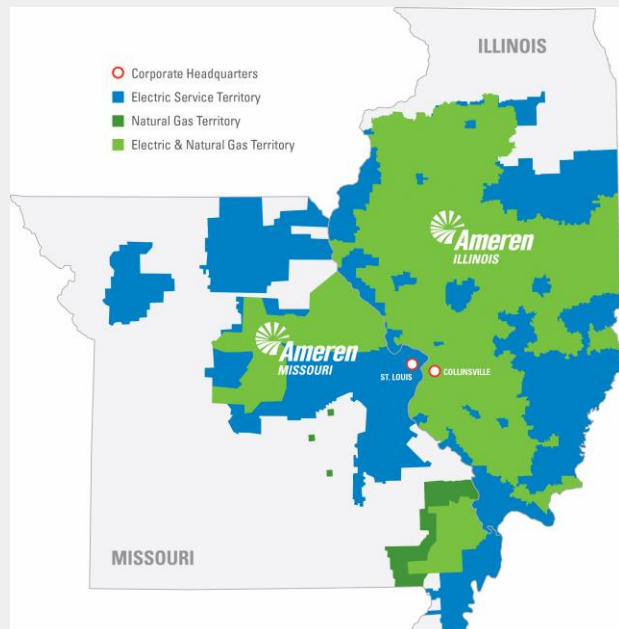 ILLINOIS
Corporate Headquarters
Electric Service Territory
Natural Gas Territory
Electric & Natural Gas Territory
Ameren
ILLINOIS
Ameren
MISSOURI
ST. LOUIS
COLLINSVILLE
MISSOURI